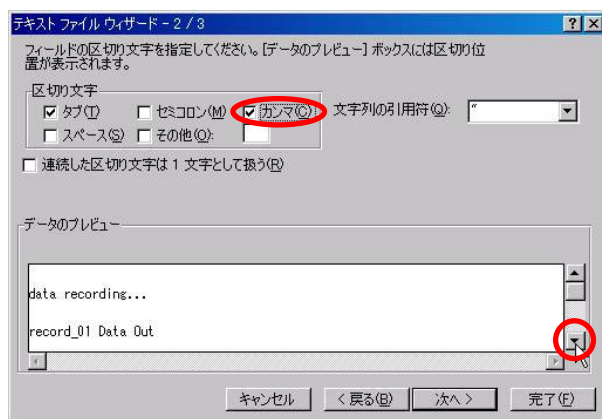 テキスト ファイル ウィザード - 2 / 3
フィールドの区切り文字を指定してください。[データのプレビュー] ボックスには区切り位
置が表示されます。
区切り文字
タブ(T) セミコロン(M) カンマ(C) 文字列の引用符(Q): "
スペース(S) その他(O):
連続した区切り文字は 1 文字として扱う(R)
データのプレビュー
data recording...
record_01 Data Out
キャンセル < 戻る(B) 次へ > 完了(F)